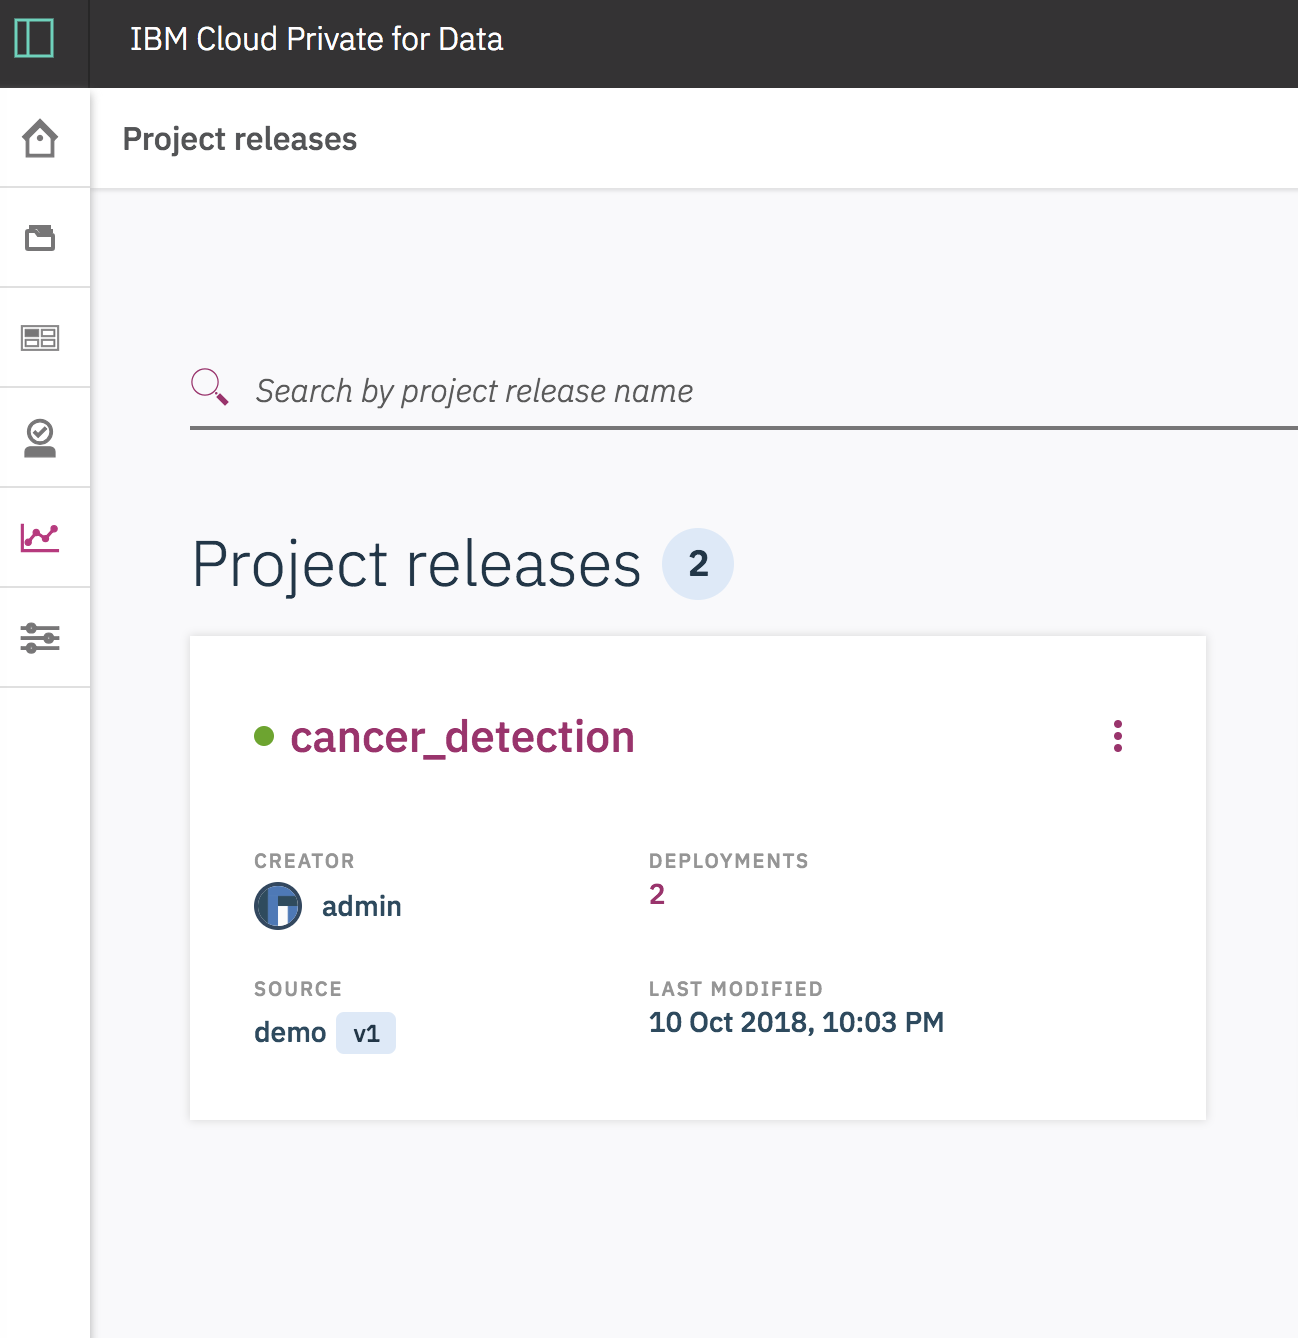 IBM Cloud Private for Data
Project releases
Search by project release name
Project releases 2
cancer_detection
CREATOR
admin
DEPLOYMENTS
2
SOURCE
demo v1
LAST MODIFIED
10 Oct 2018, 10:03 PM